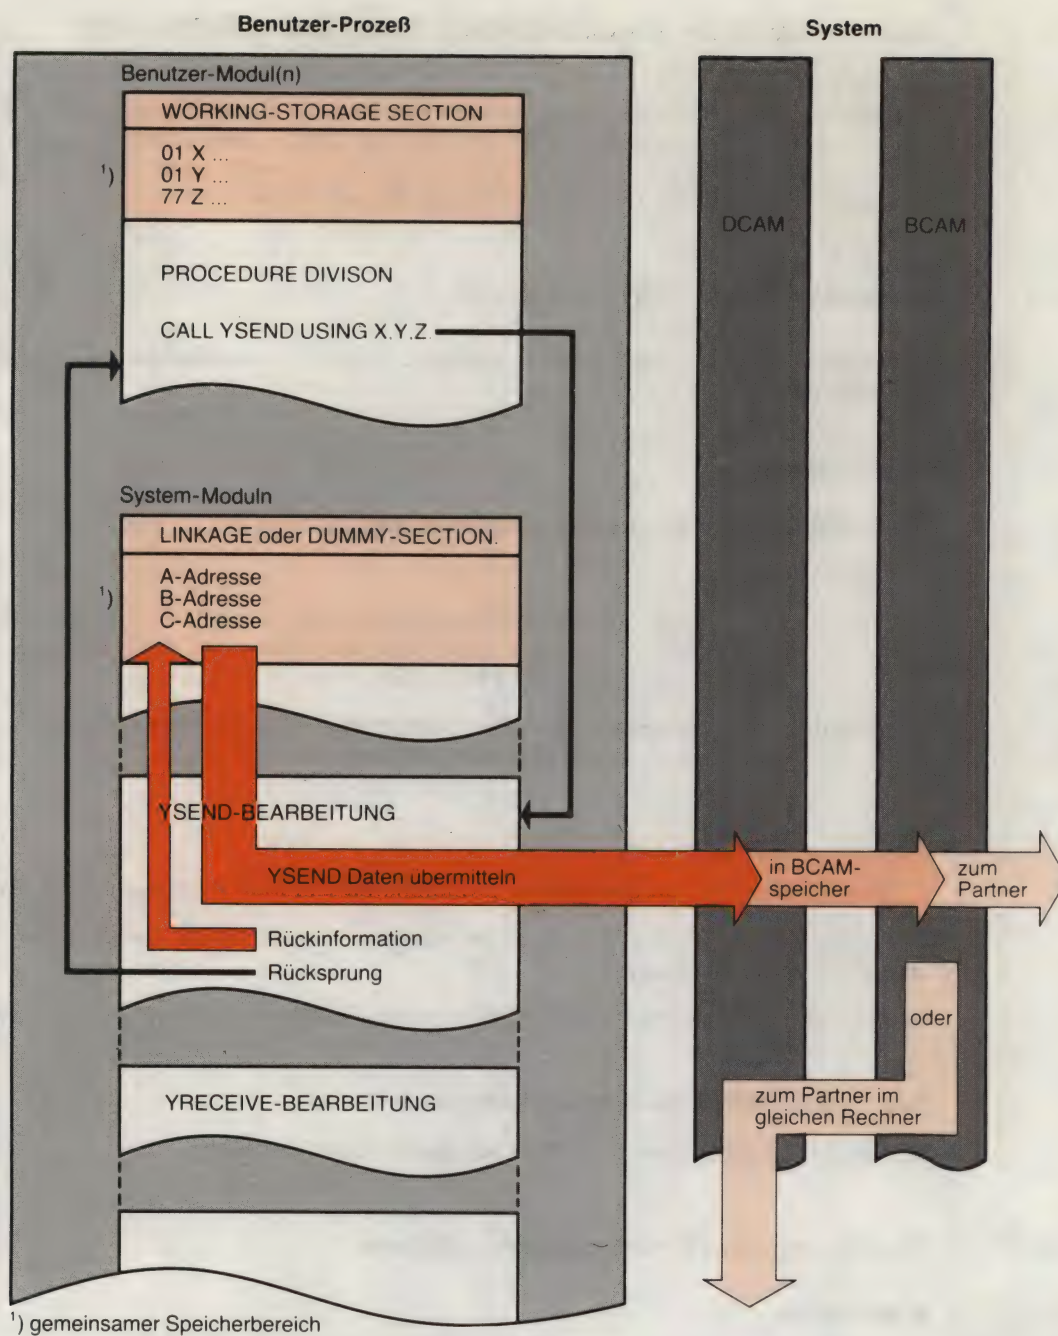 Benutzer-Prozeß
System
Benutzer-Modul(n)
WORKING-STORAGE SECTION
¹)
01 X ...
01 Y ...
77 Z ...
DCAM
BCAM
PROCEDURE DIVISON
CALL YSEND USING X.Y.Z.
System-Moduln
LINKAGE oder DUMMY-SECTION.
¹)
A-Adresse
B-Adresse
C-Adresse
YSEND-BEARBEITUNG
YSEND Daten ubermitteln
in BCAM-
speicher
zum
Partner
Rückinformation
Rücksprung
oder
zum Partner im
gleichen Rechner
YRECEIVE-BEARBEITUNG
¹) gemeinsamer Speicherbereich